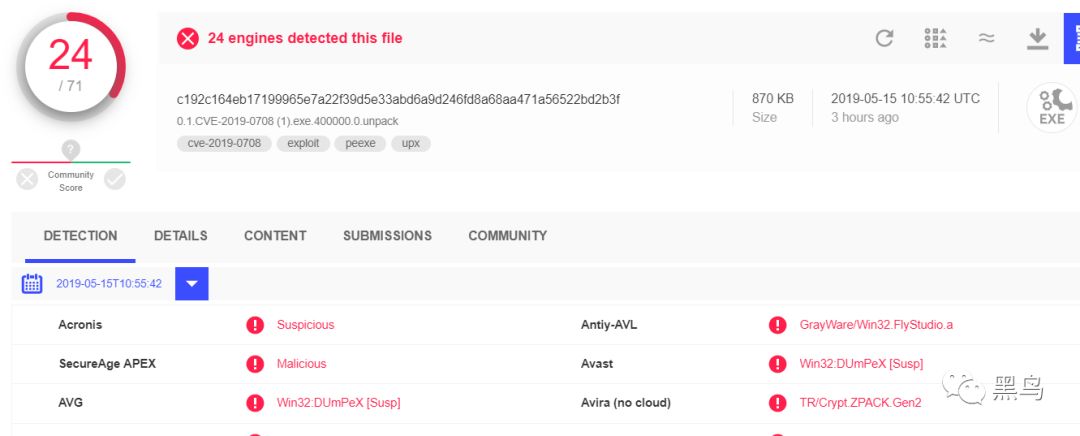 24
/ 71
?
Community
Score
24 engines detected this file
c192c164eb17199965e7a22f39d5e33abd6a9d246fd8a68aa471a56522bd2b3f
0.1.CVE-2019-0708 (1).exe.400000.0.unpack
cve-2019-0708 exploit peexe upx
870 KB
Size
2019-05-15 10:55:42 UTC
3 hours ago
EXE
DETECTION DETAILS CONTENT SUBMISSIONS COMMUNITY
2019-05-15T10:55:42
Acronis Suspicious Antiy-AVL GrayWare/Win32.FlyStudio.a
SecureAge APEX Malicious Avast Win32:DUmPeX [Susp]
AVG Win32:DUmPeX [Susp] Avira (no cloud) TR/Crypt.ZPACK.Gen2
黑鸟